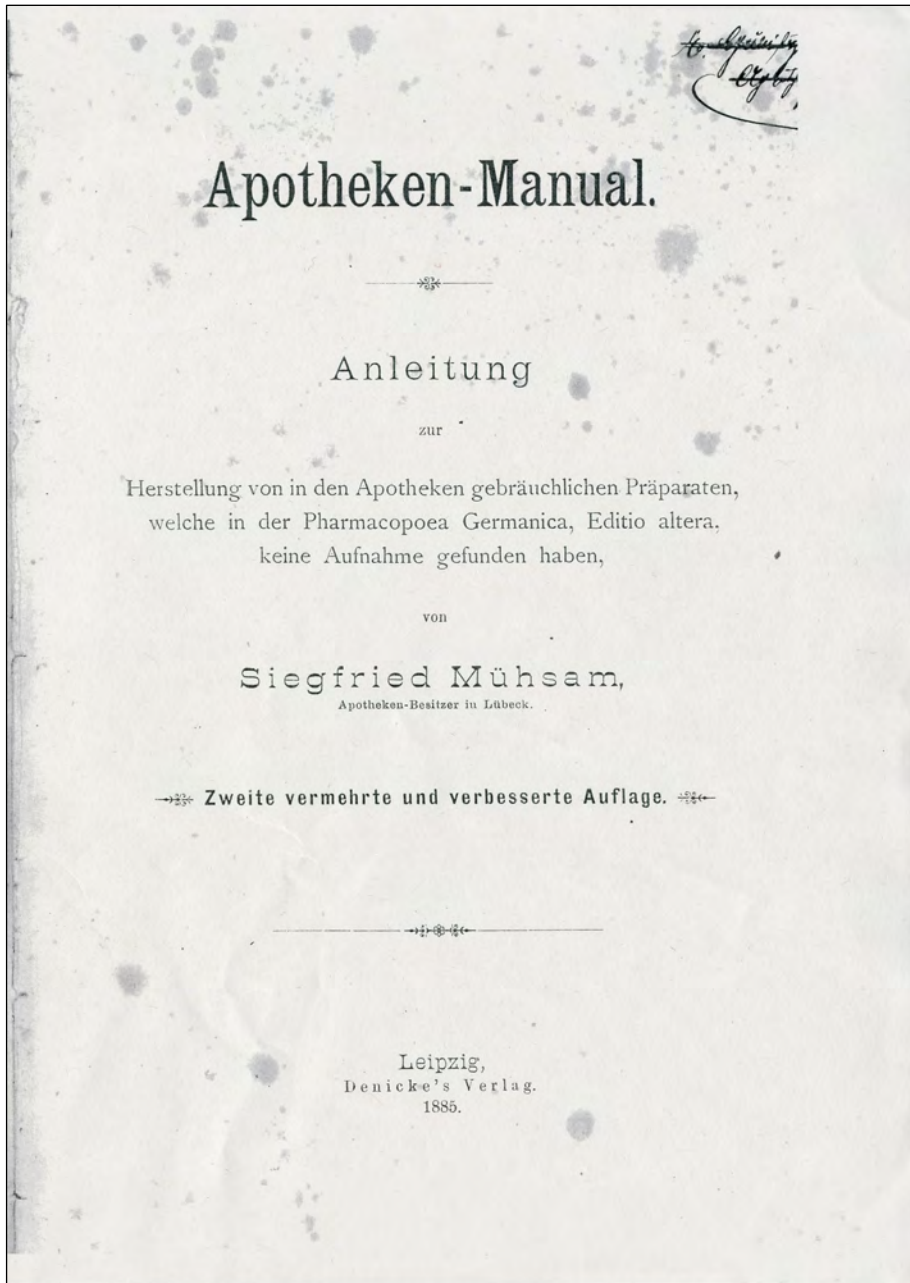 Apotheken-Manual.
Anleitung
zur
Herstellung von in den Apotheken gebräuchlichen Präparaten,
welche in der Pharmacopoea Germanica, Editio altera.
keine Aufnahme gefunden haben,
von
Siegfried Mühsam,
Apotheken-Besitzer in Lübeck.
Zweite vermehrte und verbesserte Auflage.
Leipzig,
Denicke's Verlag.
1885.